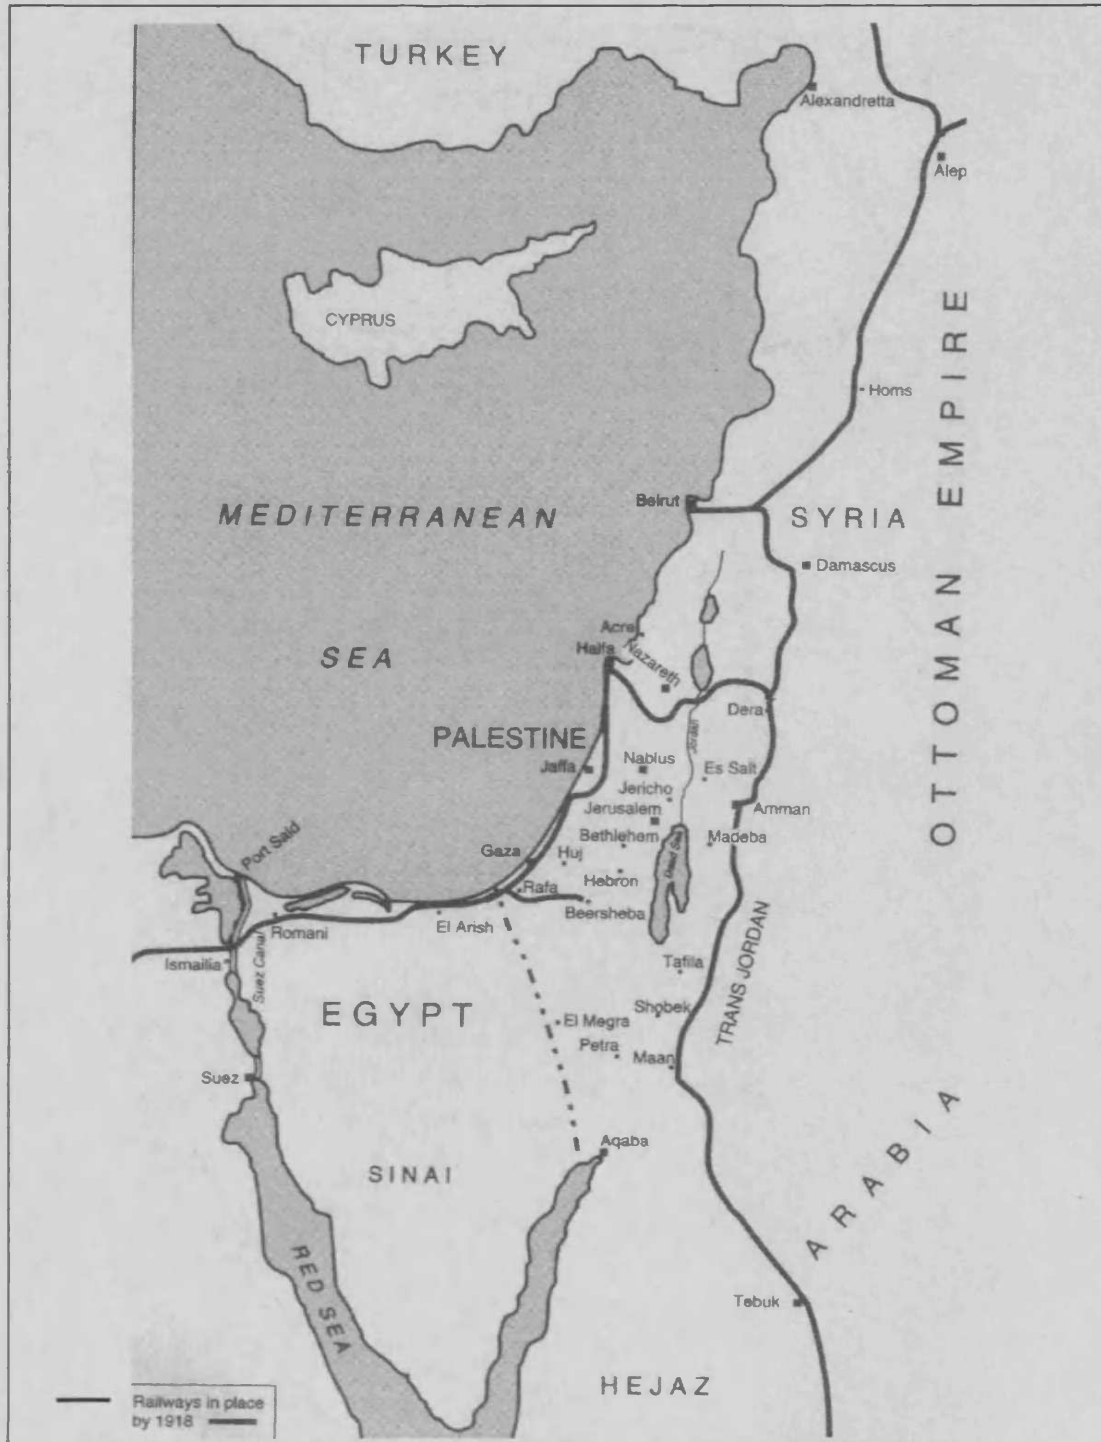 TURKEY
Alexandretta
Alep
CYPRUS
OTTOMAN EMPIRE
Homs
Beirut
MEDITERRANEAN
SYRIA
Damascus
Acre
SEA
Haifa
Nazareth
Dera
PALESTINE
Jordan
Nablus
Jaffa
Es Salt
Jericho
Jerusalem
Amman
Port Said
Bethlehem
Madeba
Gaza
Huj
Dead Sea
Hebron
Rafa
Beersheba
El Arish
Romani
Suez Canal
Ismailia
Tafila
TRANS JORDAN
EGYPT
Shobek
El Megra
Petra
Maan
Suez
Aqaba
SINAI
ARABIA
RED SEA
Tebuk
HEJAZ
Railways in place
by 1918